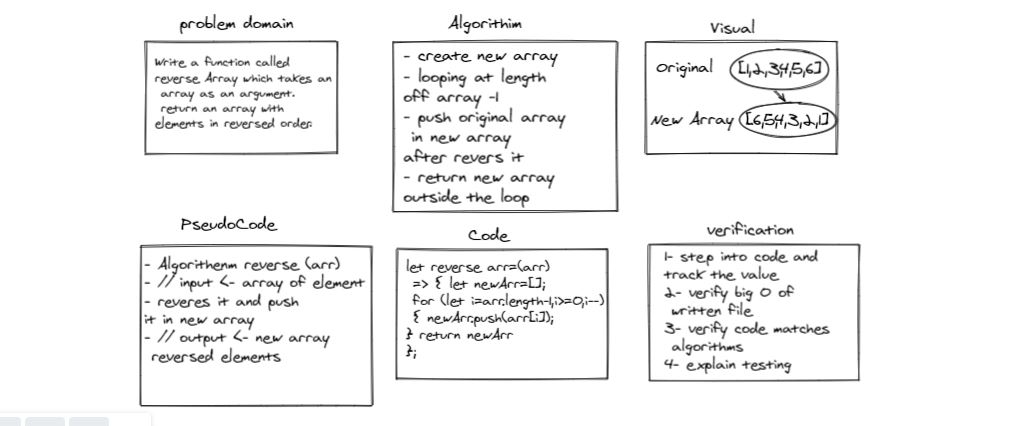 problem domain
Write a function called
reverse Array which takes an
array as an argument.
return an array with
elements in reversed order.
Algorithim
- create new array
- looping at length
off array -1
- push original array
in new array
after revers it
- return new array
outside the loop
Visual
original [1,2,3,4,5,6]
New Array [6,5,4,3,2,1]
PseudoCode
- Algorithenm reverse (arr)
- // input <- array of element
- reveres it and push
it in new array
- // output <- new array
reversed elements
Code
let reverse arr=(arr)
=> { let newArr=[];
for (let i=arr.length-1;i>=0;i--)
{ newArr.push(arr[i]);
} return newArr
};
verification
1- step into code and
track the value
2- verify big O of
written file
3- verify code matches
algorithms
4- explain testing